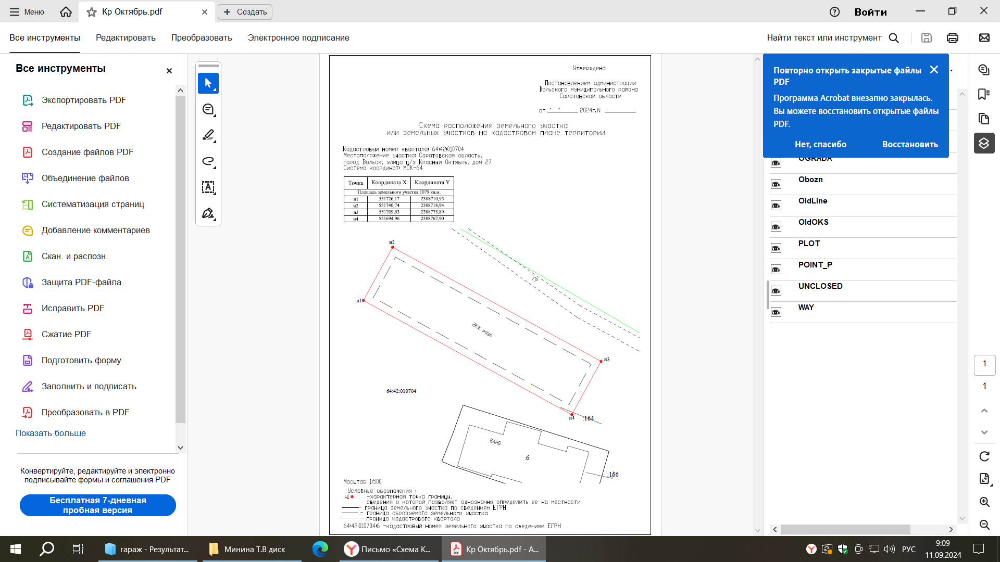 Меню
Кр Октябрь.pdf
Создать
Войти
Все инструменты
Редактировать
Преобразовать
Электронное подписание
Найти текст или инструмент
Все инструменты
Экспортировать PDF
Редактировать PDF
Создание файлов PDF
Объединение файлов
Систематизация страниц
Добавление комментариев
Скан. и распозн.
Защита PDF-файла
Исправить PDF
Сжатие PDF
Подготовить форму
Заполнить и подписать
Преобразовать в PDF
Показать больше
Конвертируйте, редактируйте и электронно
подписывайте формы и соглашения PDF
Бесплатная 7-дневная
пробная версия
Утверждена
Постановлением администрации
Вольского муниципального района
Саратовской области
от " " 2024г. N
Схема расположения земельного участка
или земельных участков на кадастровом плане территории
Кадастровый номер квартала: 64:42:010704
Местоположение участка: Саратовская область,
город Вольск, улица ц/з Красный Октябрь, дом 27
Система координат: МСК-64
Точка Координата X Координата Y
Площадь земельного участка 1079 кв.м.
н1 551726,17 2388710,95
н2 551740,74 2388718,94
н3 551709,53 2388775,89
н4 551694,96 2388767,90
н2
ГР
н1
2КЖ разр
н3
64:42:010704
н4
:164
БАНЯ
:6
:166
Масштаб 1:500
Условные обозначения :
н1 -характерная точка границы,
сведения о которой позволяют однозначно определить ее на местности
- граница земельного участка по сведениям ЕГРН
- граница образуемого земельного участка
- граница кадастрового квартала
64:42:010704:6 -кадастровый номер земельного участка по сведениям ЕГРН
Повторно открыть закрытые файлы
PDF
Программа Acrobat внезапно закрылась.
Вы можете восстановить открытые файлы
PDF.
Нет, спасибо
Восстановить
OGRADA
Obozn
OldLine
OldOKS
PLOT
POINT_P
UNCLOSED
WAY
1
1
гараж - Результат...
Минина Т.В диск
Письмо «Схема К...
Кр Октябрь.pdf - A...
РУС
9:09
11.09.2024